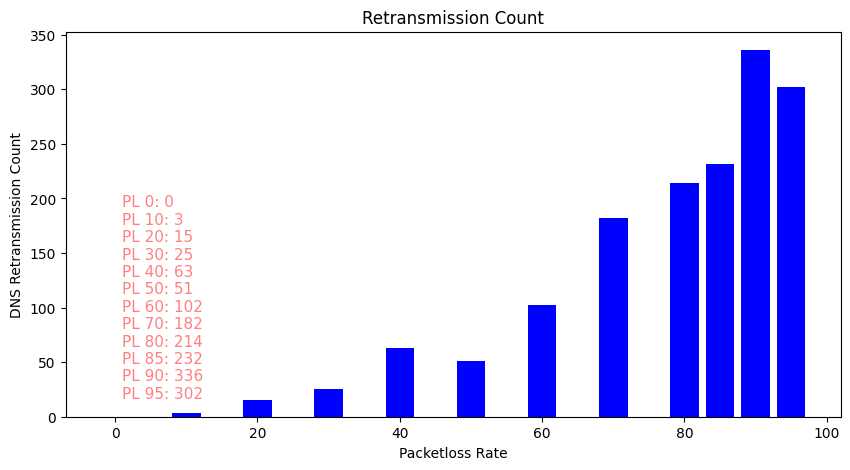 Retransmission Count
350
300
250
200
150
100
50
0
DNS Retransmission Count
PL 0: 0
PL 10: 3
PL 20: 15
PL 30: 25
PL 40: 63
PL 50: 51
PL 60: 102
PL 70: 182
PL 80: 214
PL 85: 232
PL 90: 336
PL 95: 302
0 20 40 60 80 100
Packetloss Rate